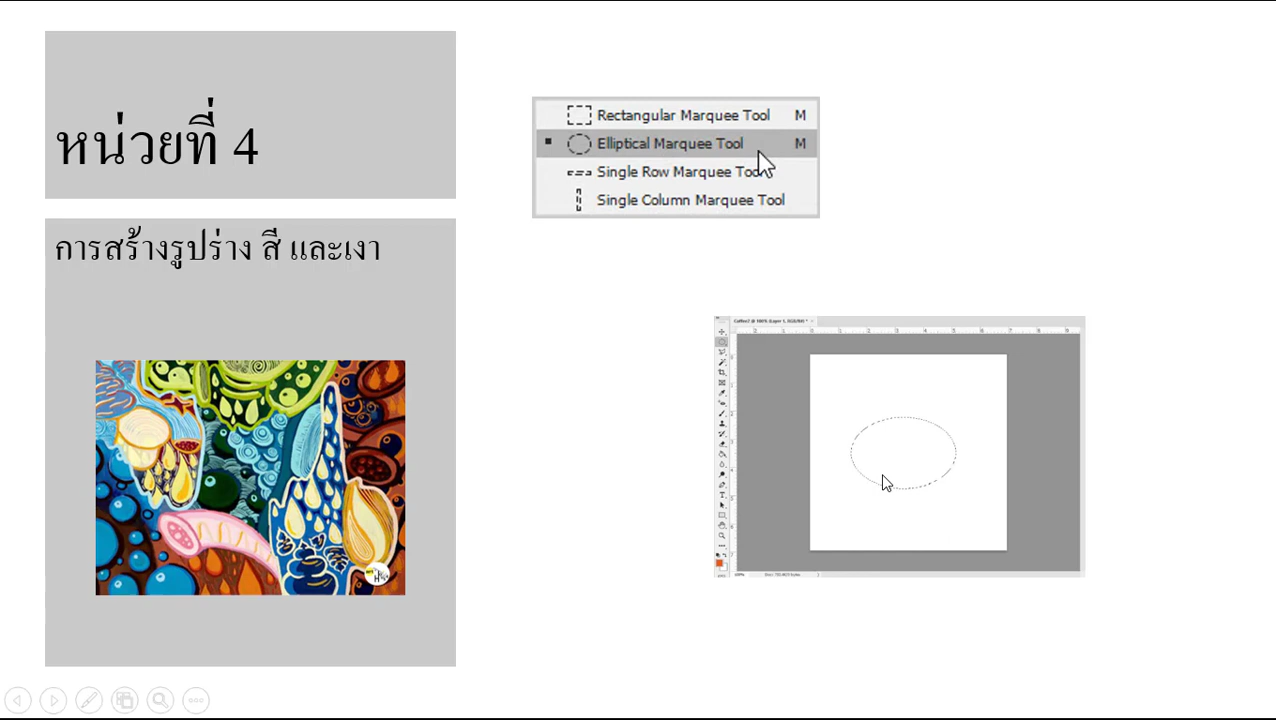 หน่วยที่ 4
การสร้างรูปร่าง สี และเงา
Rectangular Marquee Tool M
Elliptical Marquee Tool M
Single Row Marquee Tool
Single Column Marquee Tool